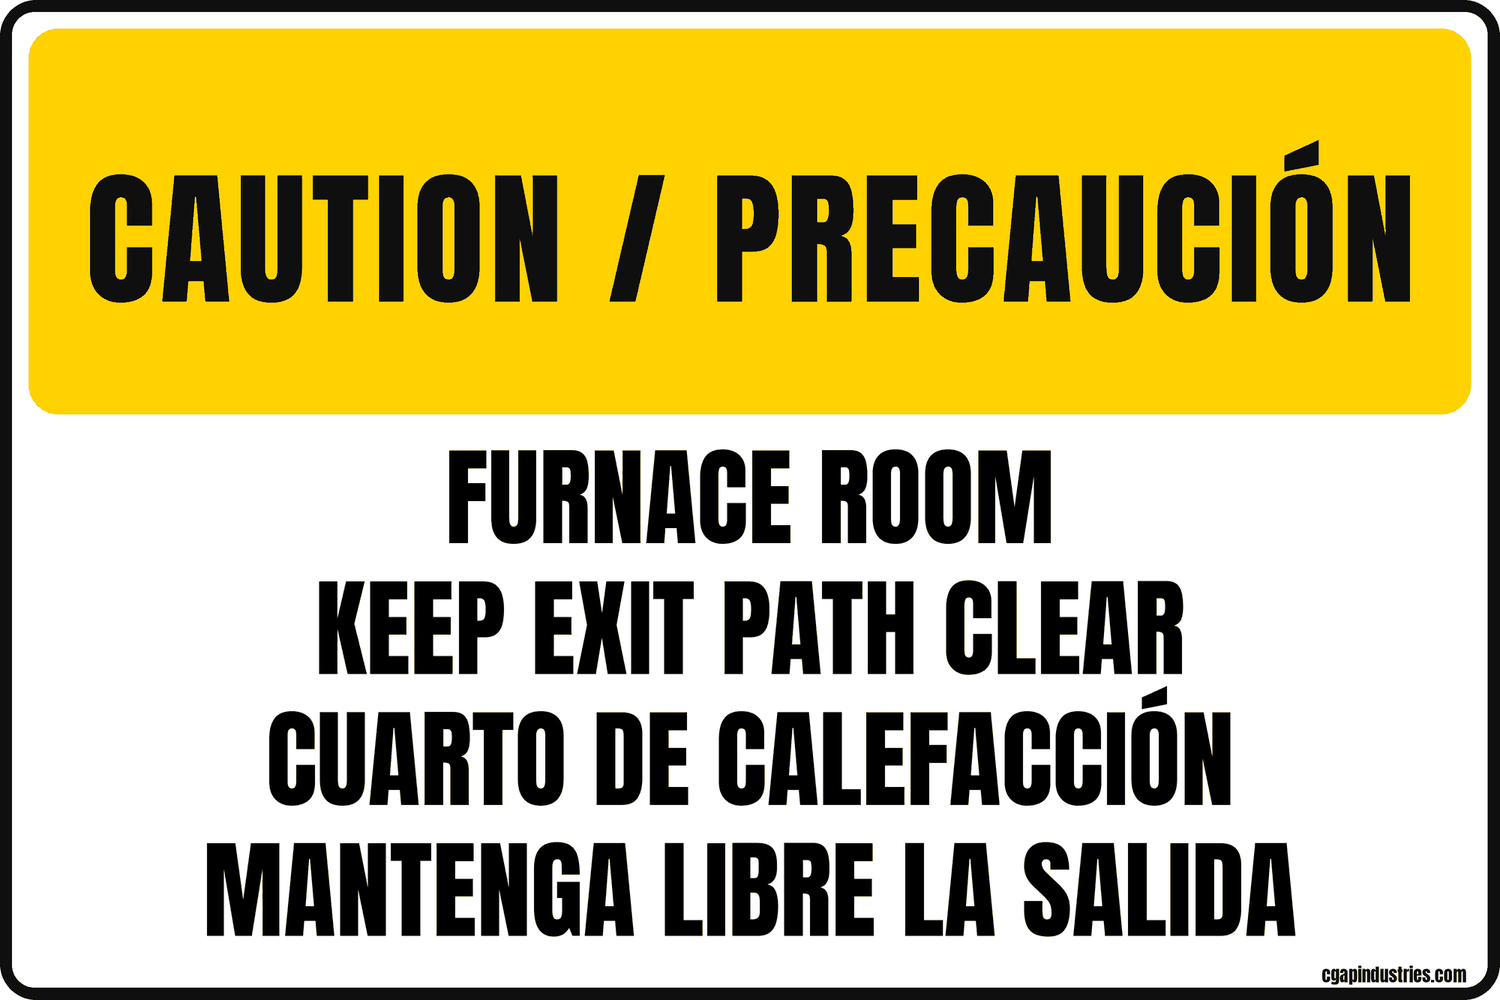 CAUTION / PRECAUCIÓN
FURNACE ROOM
KEEP EXIT PATH CLEAR
CUARTO DE CALEFACCIÓN
MANTENGA LIBRE LA SALIDA
cgapindustries.com